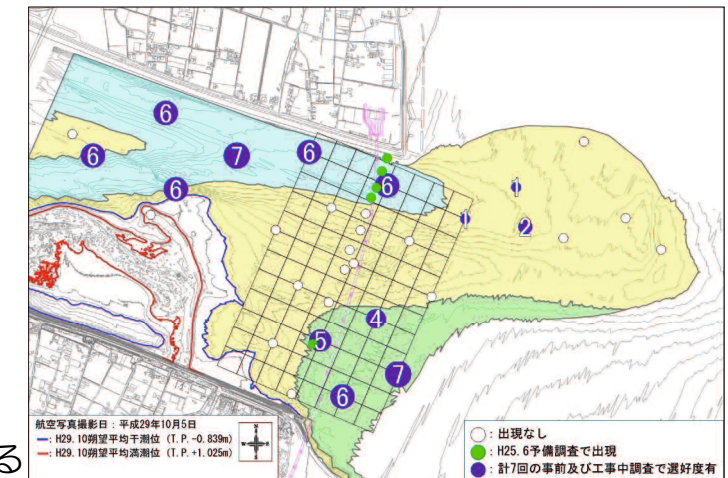 6
6
7
6
6
6
6
1
1
2
4
5
6
7
航空写真撮影日：平成29年10月5日
━: H29.10朔望平均干潮位 (T.P.-0.839m)
━: H29.10朔望平均満潮位 (T.P.+1.025m)
N
W
E
S
：出現なし
：H25.6予備調査で出現
：計7回の事前及び工事中調査で選好度有
る